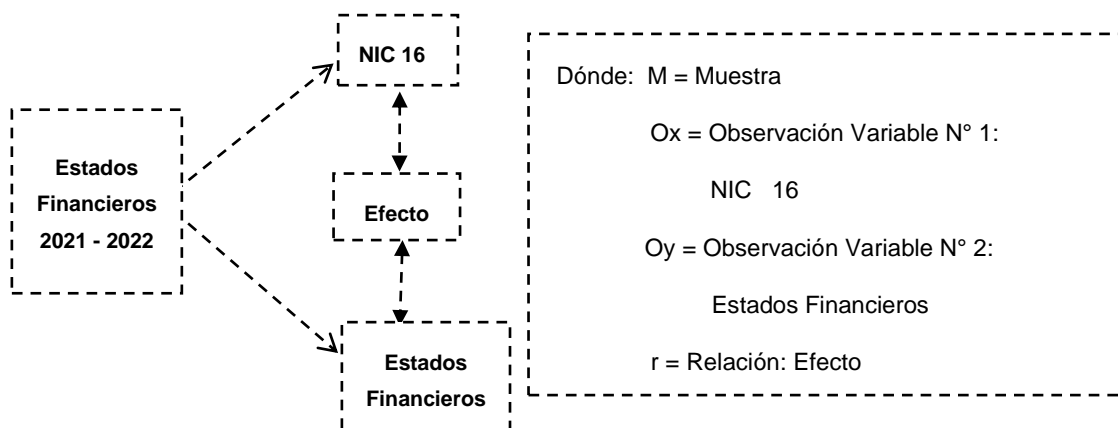 NIC 16
Estados
Financieros
2021 - 2022
Efecto
Estados
Financieros
Dónde: M = Muestra
Ox = Observación Variable N° 1:
NIC 16
Oy = Observación Variable N° 2:
Estados Financieros
r = Relación: Efecto